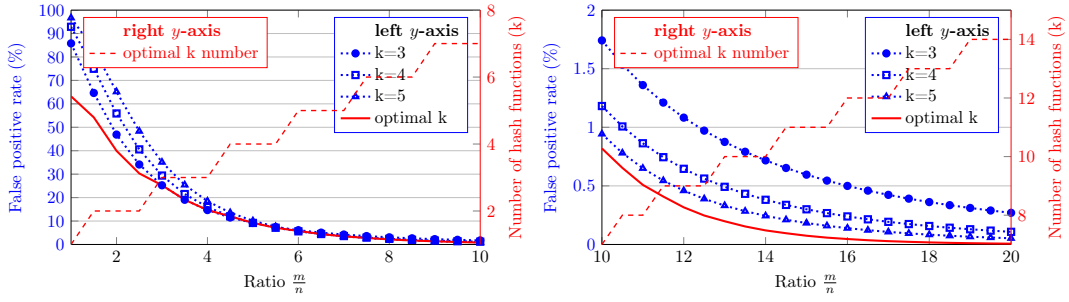 False positive rate (%)
100
90
80
70
60
50
40
30
20
10
0
right y-axis
optimal k number
left y-axis
k=3
k=4
k=5
optimal k
8
6
4
2
Number of hash functions (k)
2 4 6 8 10
Ratio m/n
False positive rate (%)
2
1.5
1
0.5
0
right y-axis
optimal k number
left y-axis
k=3
k=4
k=5
optimal k
14
12
10
8
Number of hash functions (k)
10 12 14 16 18 20
Ratio m/n